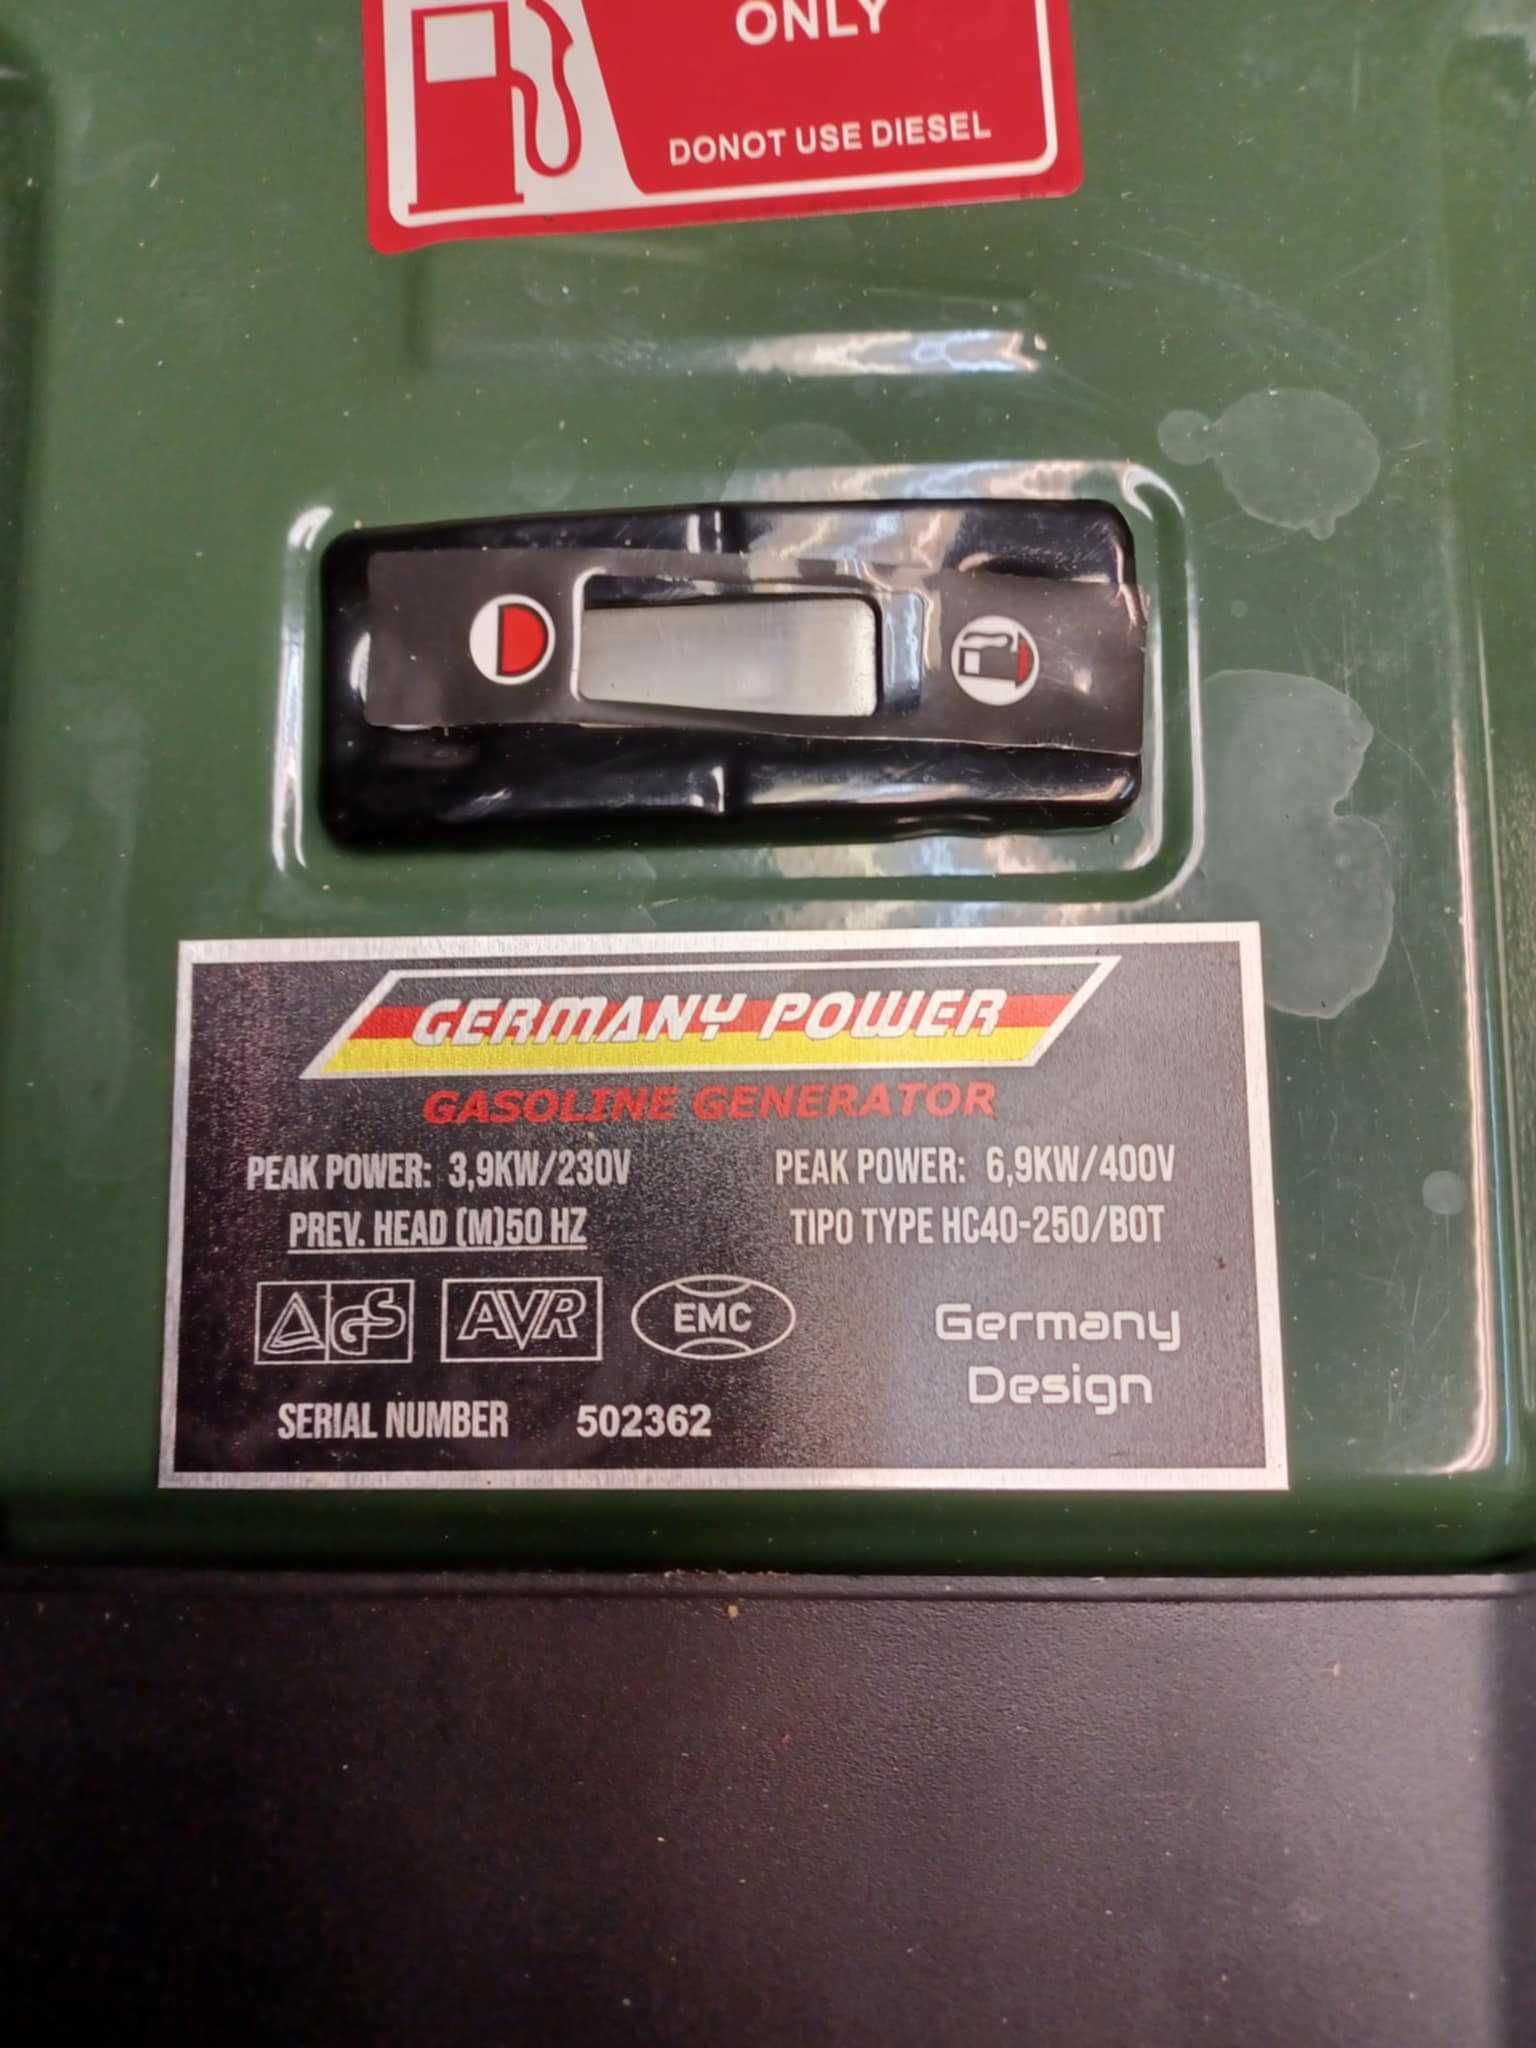 ONLY
DONOT USE DIESEL
GERMANY POWER
GASOLINE GENERATOR
PEAK POWER: 3,9KW/230V
PEAK POWER: 6,9KW/400V
PREV. HEAD (M)50 HZ
TIPO TYPE HC40-250/BOT
GS
AVR
EMC
Germany
Design
SERIAL NUMBER 502362